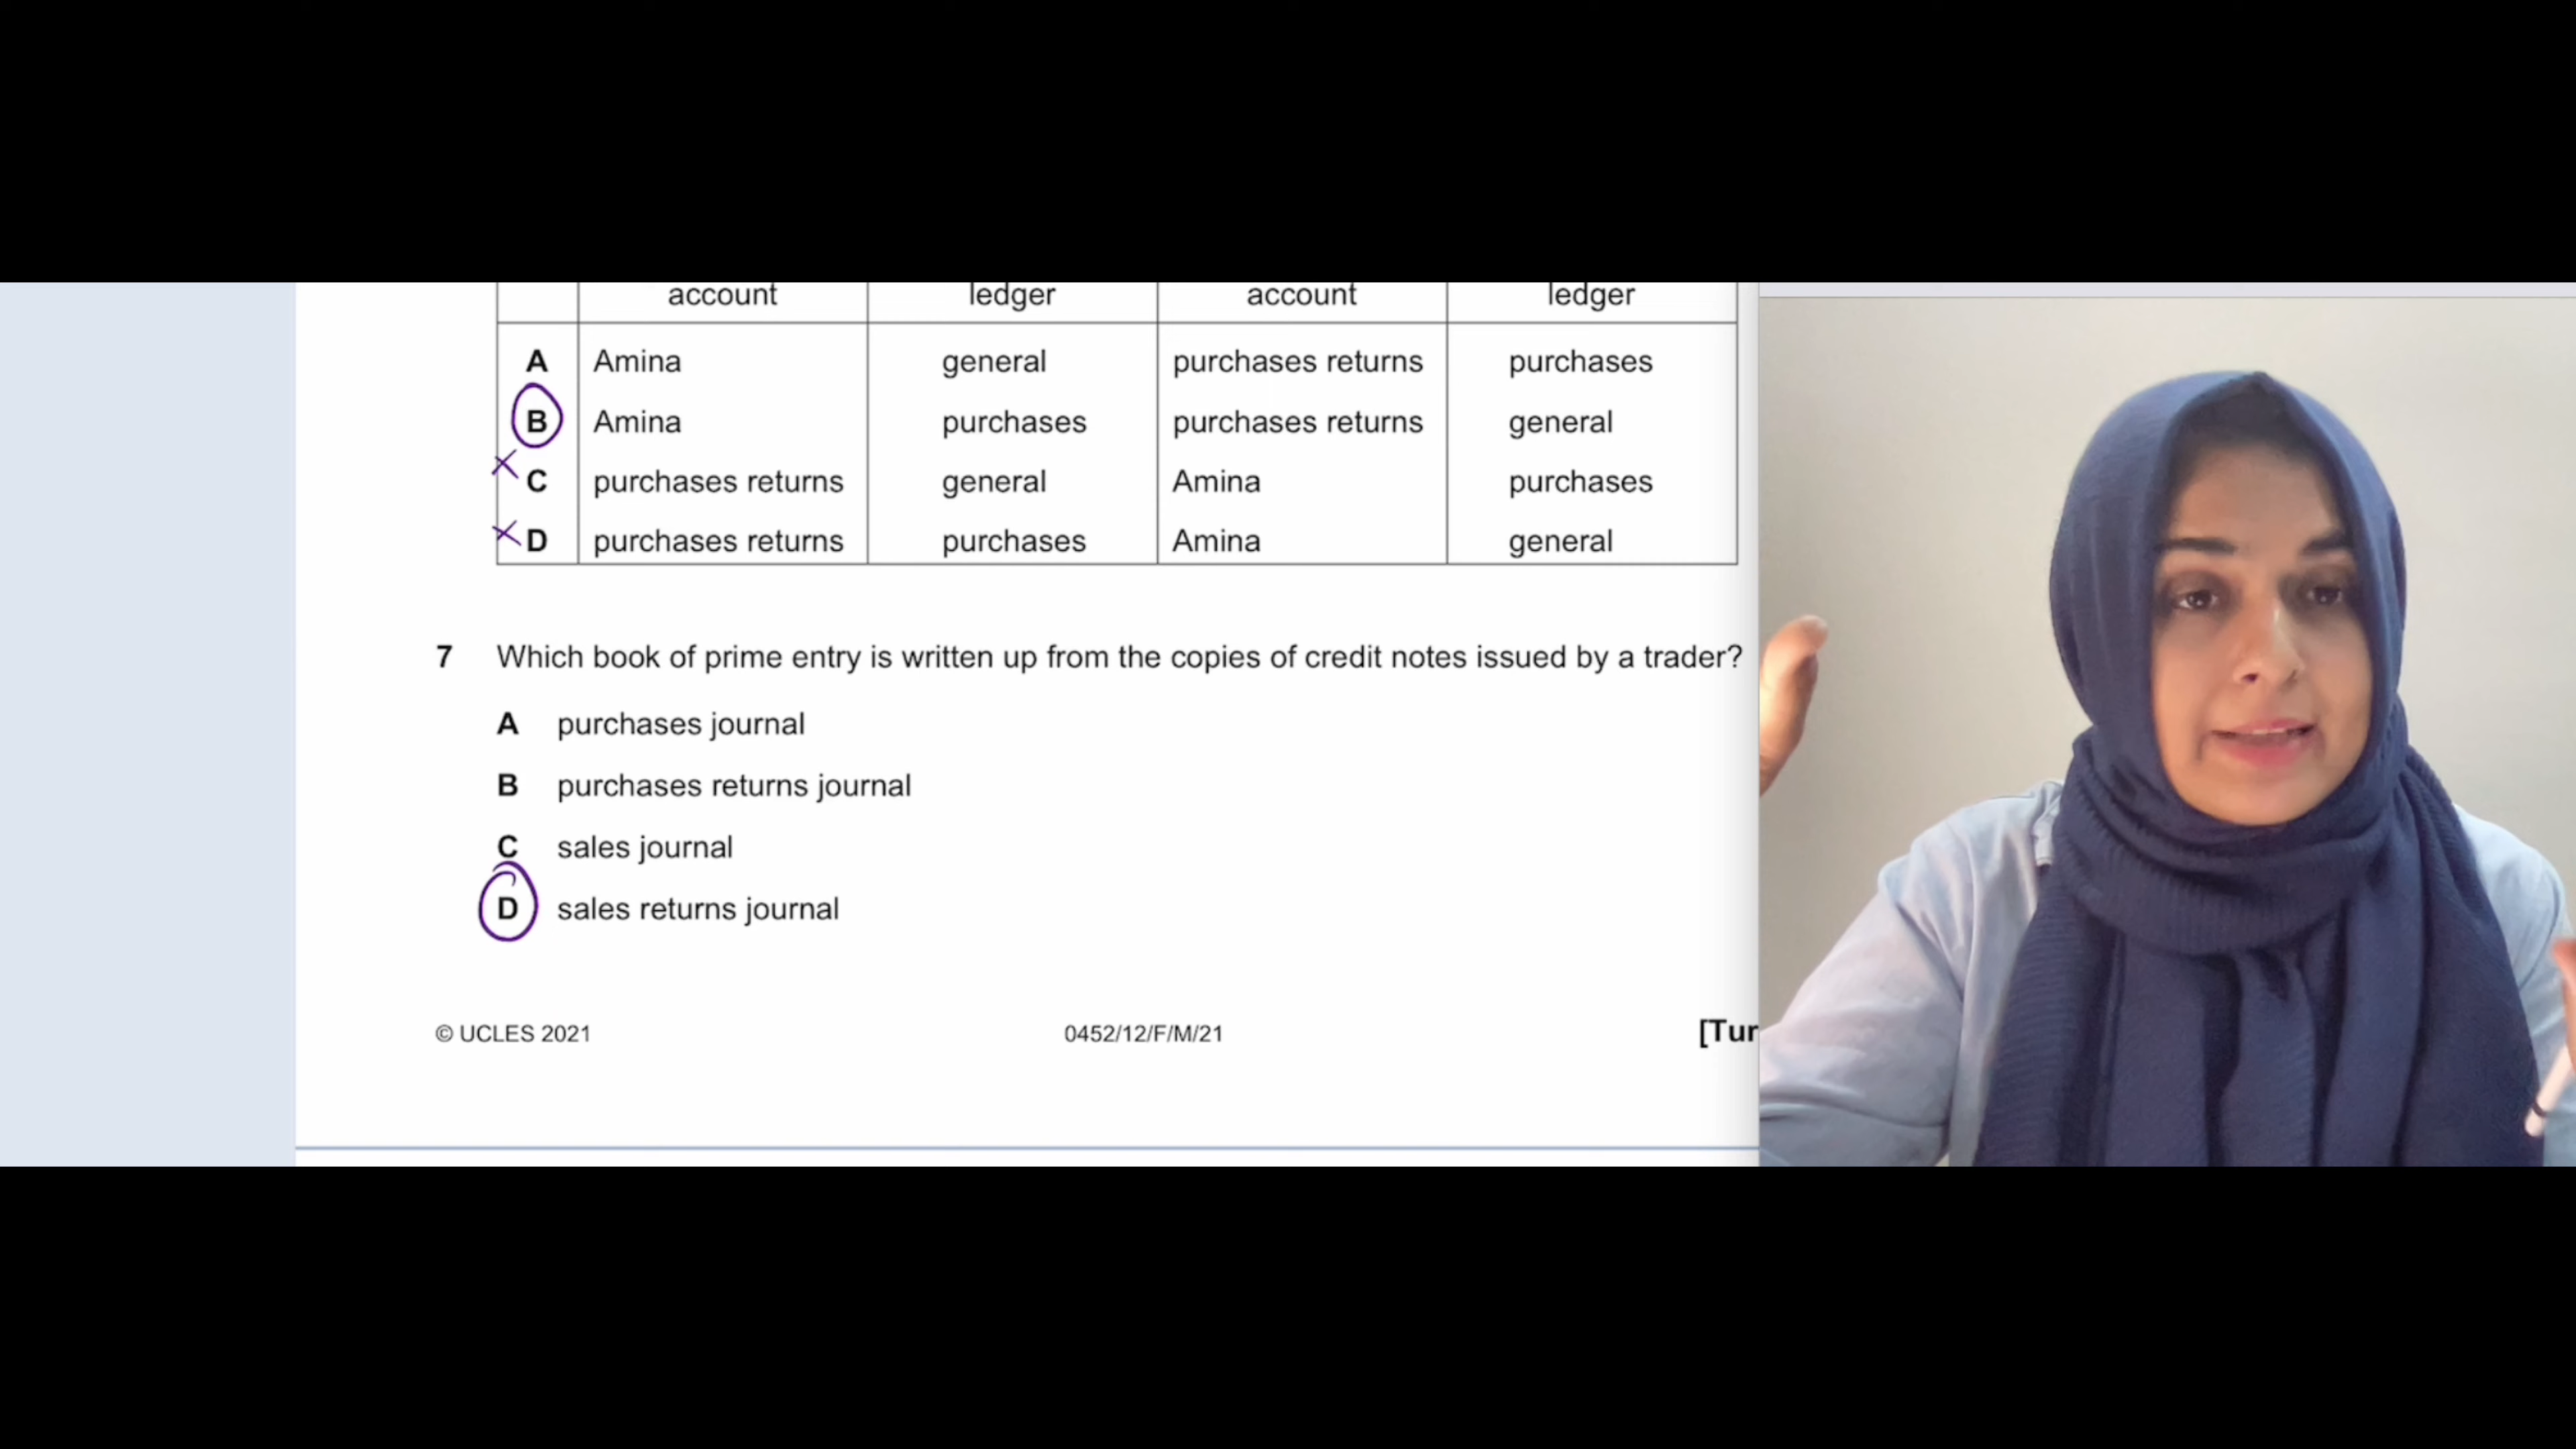 account ledger account ledger
A Amina general purchases returns purchases
B Amina purchases purchases returns general
C purchases returns general Amina purchases
D purchases returns purchases Amina general
7 Which book of prime entry is written up from the copies of credit notes issued by a trader?
A purchases journal
B purchases returns journal
C sales journal
D sales returns journal
© UCLES 2021 0452/12/F/M/21 [Tur